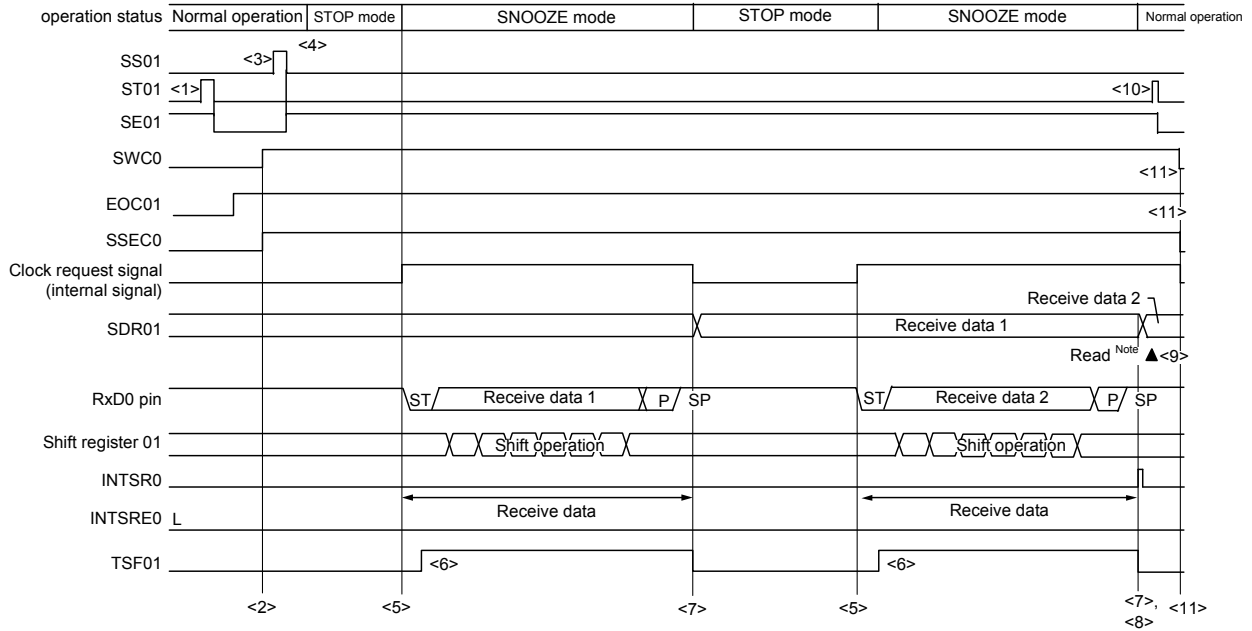 operation status Normal operation STOP mode SNOOZE mode STOP mode SNOOZE mode Normal operation
<4>
SS01 <3>
ST01 <1> <10>
SE01
SWC0
<11>
EOC01
<11>
SSEC0
Clock request signal
(internal signal)
Receive data 2
SDR01 Receive data 1
Read Note ▲<9>
RxD0 pin ST Receive data 1 P SP ST Receive data 2 P SP
Shift register 01 Shift operation Shift operation
INTSR0
Receive data Receive data
INTSRE0 L
TSF01 <6> <6>
<2> <5> <7> <5> <7>, <11>
<8>